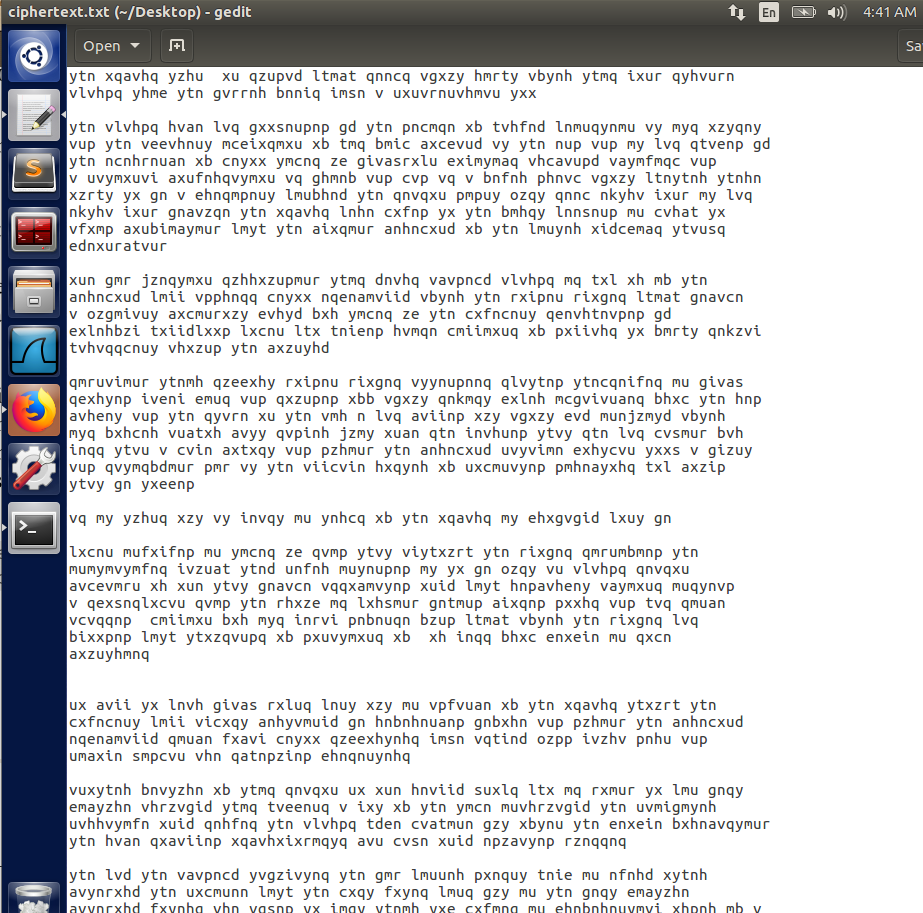 ciphertext.txt (~/Desktop) - gedit
En
4:41 AM
Open
Sa
ytn xqavhq yzhu  xu qzupvd ltmat qnncq vgxzy hmrty vbynh ytmq ixur qyhvurn
vlvhpq yhme ytn gvrrnh bnniq imsn v uxuvrnuvhmvu yxx
ytn vlvhpq hvan lvq gxxsnupnp gd ytn pncmqn xb tvhfnd lnmuqynmu vy myq xzyqny
vup ytn veevhnuy mceixqmxu xb tmq bmic axcevud vy ytn nup vup my lvq qtvenp gd
ytn ncnhrnuan xb cnyxx ymcnq ze givasrxlu eximymaq vhcavupd vaymfmqc vup
v uvymxuvi axufnhqvymxu vq ghmnb vup cvp vq v bnfnh phnvc vgxzy ltnytnh ytnhn
xzrty yx gn v ehnqmpnuy lmubhnd ytn qnvqxu pmpuy ozqy qnnc nkyhv ixur my lvq
nkyhv ixur gnavzqn ytn xqavhq lnhn cxfnp yx ytn bmhqy lnnsnup mu cvhat yx
vfxmp axubimaymur lmyt ytn aixqmur anhncxud xb ytn lmuynh xidcemaq ytvusq
ednxuratvur
xun gmr jznqymxu qzhhxzupmur ytmq dnvhq vavpncd vlvhpq mq txl xh mb ytn
anhncxud lmii vpphnqq cnyxx nqenamviid vbynh ytn rxipnu rixgnq ltmat gnavcn
v ozgmivuy axcmurxzy evhyd bxh ymcnq ze ytn cxfncnuy qenvhtnvpnp gd
exlnhbzi txiidlxxp lxcnu ltx tnienp hvmqn cmiimxuq xb pxiivhq yx bmrty qnkzvi
tvhvqqcnuy vhxzup ytn axzuyhd
qmruvimur ytnmh qzeexhy rxipnu rixgnq vyynupnnq qlvytnp ytncqnifnq mu givas
qexhynp iveni emuq vup qxzupnp xbb vgxzy qnkmqy exlnh mcgvivuanq bhxc ytn hnp
avheny vup ytn qyvrn xu ytn vmh n lvq aviinp xzy vgxzy evd munjzmyd vbynh
myq bxhcnh vuatxh avyy qvpinh jzmy xuan qtn invhunp ytvy qtn lvq cvsmur bvh
inqq ytvu v cvin axtxqy vup pzhmur ytn anhncxud uvyvimn exhycvu yxxs v gizuy
vup qvymqbdmur pmr vy ytn viicvin hxqynh xb uxcmuvynp pmhnayxhq txl axzip
ytvy gn yxeenp
vq my yzhuq xzy vy invqy mu ynhcq xb ytn xqavhq my ehxgvgid lxuy gn
lxcnu mufxifnp mu ymcnq ze qvmp ytvy viytxzrt ytn rixgnq qmrumbmnp ytn
mumymvymfnq ivzuat ytnd unfnh muynupnp my yx gn ozqy vu vlvhpq qnvqxu
avcevmru xh xun ytvy gnavcn vqqxamvynp xuid lmyt hnpavheny vaymxuq muqynvp
v qexsnqlxcvu qvmp ytn rhxze mq lxhsmur gntmup aixqnp pxxhq vup tvq qmuan
vcvqqnp  cmiimxu bxh myq inrvi pnbnuqn bzup ltmat vbynh ytn rixgnq lvq
bixxpnp lmyt ytxzqvupq xb pxuvymxuq xb  xh inqq bhxc enxein mu qxcn
axzuyhmnq
ux avii yx lnvh givas rxluq lnuy xzy mu vpfvuan xb ytn xqavhq ytxzrt ytn
cxfncnuy lmii vicxqy anhyvmuid gn hnbnhnuanp gnbxhn vup pzhmur ytn anhncxud
nqenamviid qmuan fxavi cnyxx qzeexhynhq imsn vqtind ozpp ivzhv pnhu vup
umaxin smpcvu vhn qatnpzinp ehnqnuynhq
vuxytnh bnvyzhn xb ytmq qnvqxu ux xun hnviid suxlq ltx mq rxmur yx lmu gnqy
emayzhn vhrzvgid ytmq tveenuq v ixy xb ytn ymcn muvhrzvgid ytn uvmigmynh
uvhhvymfn xuid qnhfnq ytn vlvhpq tden cvatmun gzy xbynu ytn enxein bxhnavqymur
ytn hvan qxaviinp xqavhxixrmqyq avu cvsn xuid npzavynp rznqqnq
ytn lvd ytn vavpncd yvgzivynq ytn gmr lmuunh pxnquy tnie mu nfnhd xytnh
avynrxhd ytn uxcmunn lmyt ytn cxqy fxynq lmuq gzy mu ytn gnqy emayzhn